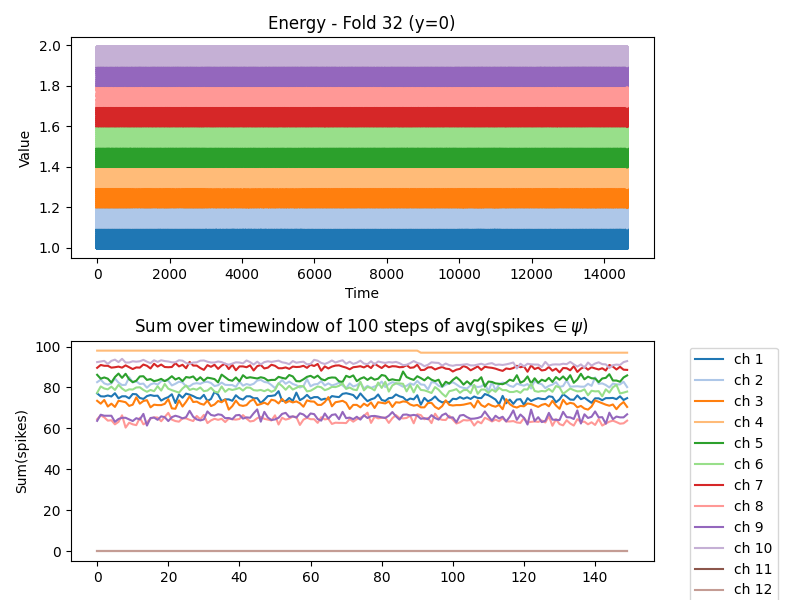 Energy - Fold 32 (y=0)
2.0
1.8
1.6
1.4
1.2
1.0
Value
0 2000 4000 6000 8000 10000 12000 14000
Time
Sum over timewindow of 100 steps of avg(spikes ∈ ψ)
100
80
60
40
20
0
Sum(spikes)
0 20 40 60 80 100 120 140
ch 1
ch 2
ch 3
ch 4
ch 5
ch 6
ch 7
ch 8
ch 9
ch 10
ch 11
ch 12